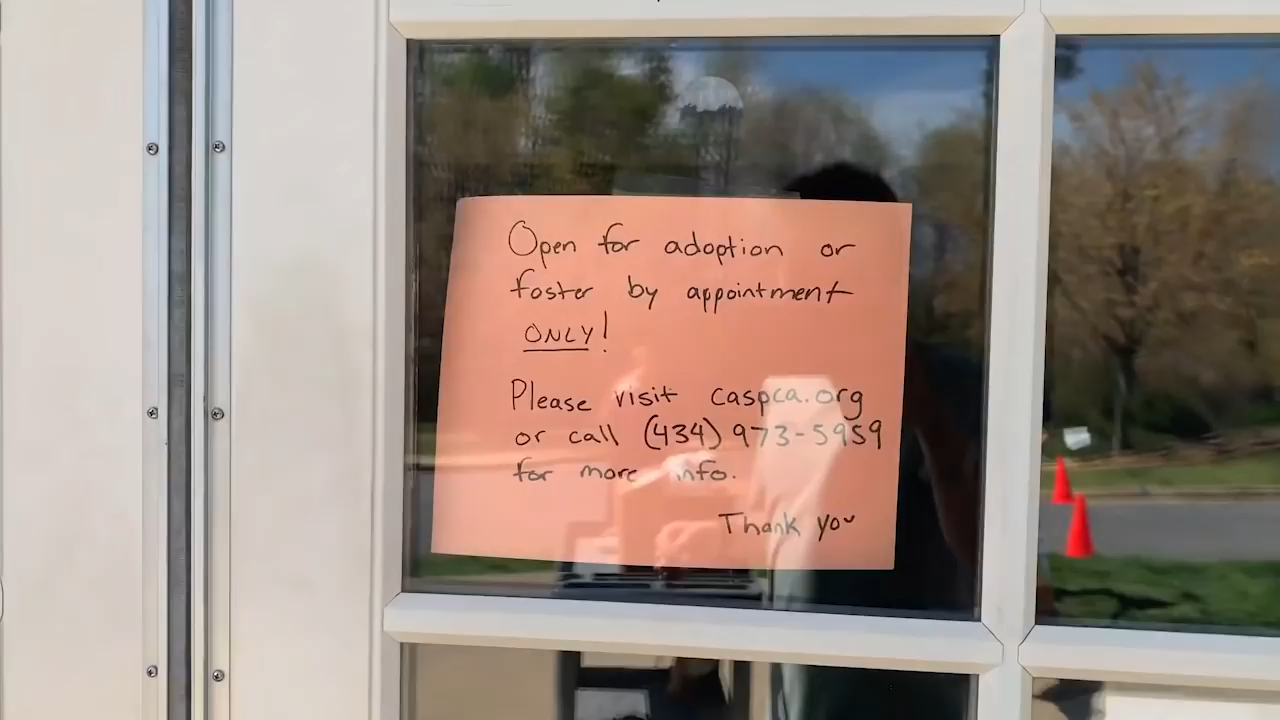 Open for adoption or
foster by appointment
ONLY!
Please visit caspca.org
or call (434) 973-5959
for more info.
Thank you